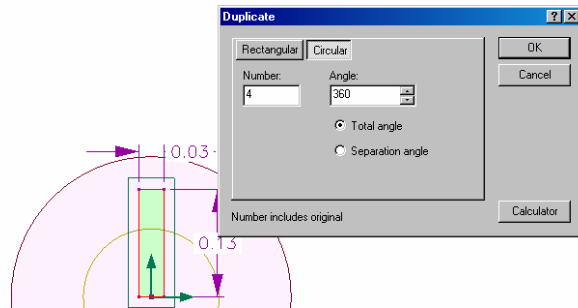 Duplicate
Rectangular Circular OK
Number: Angle: Cancel
4 360
Total angle
Separation angle
0.03
Number includes original Calculator
0.13